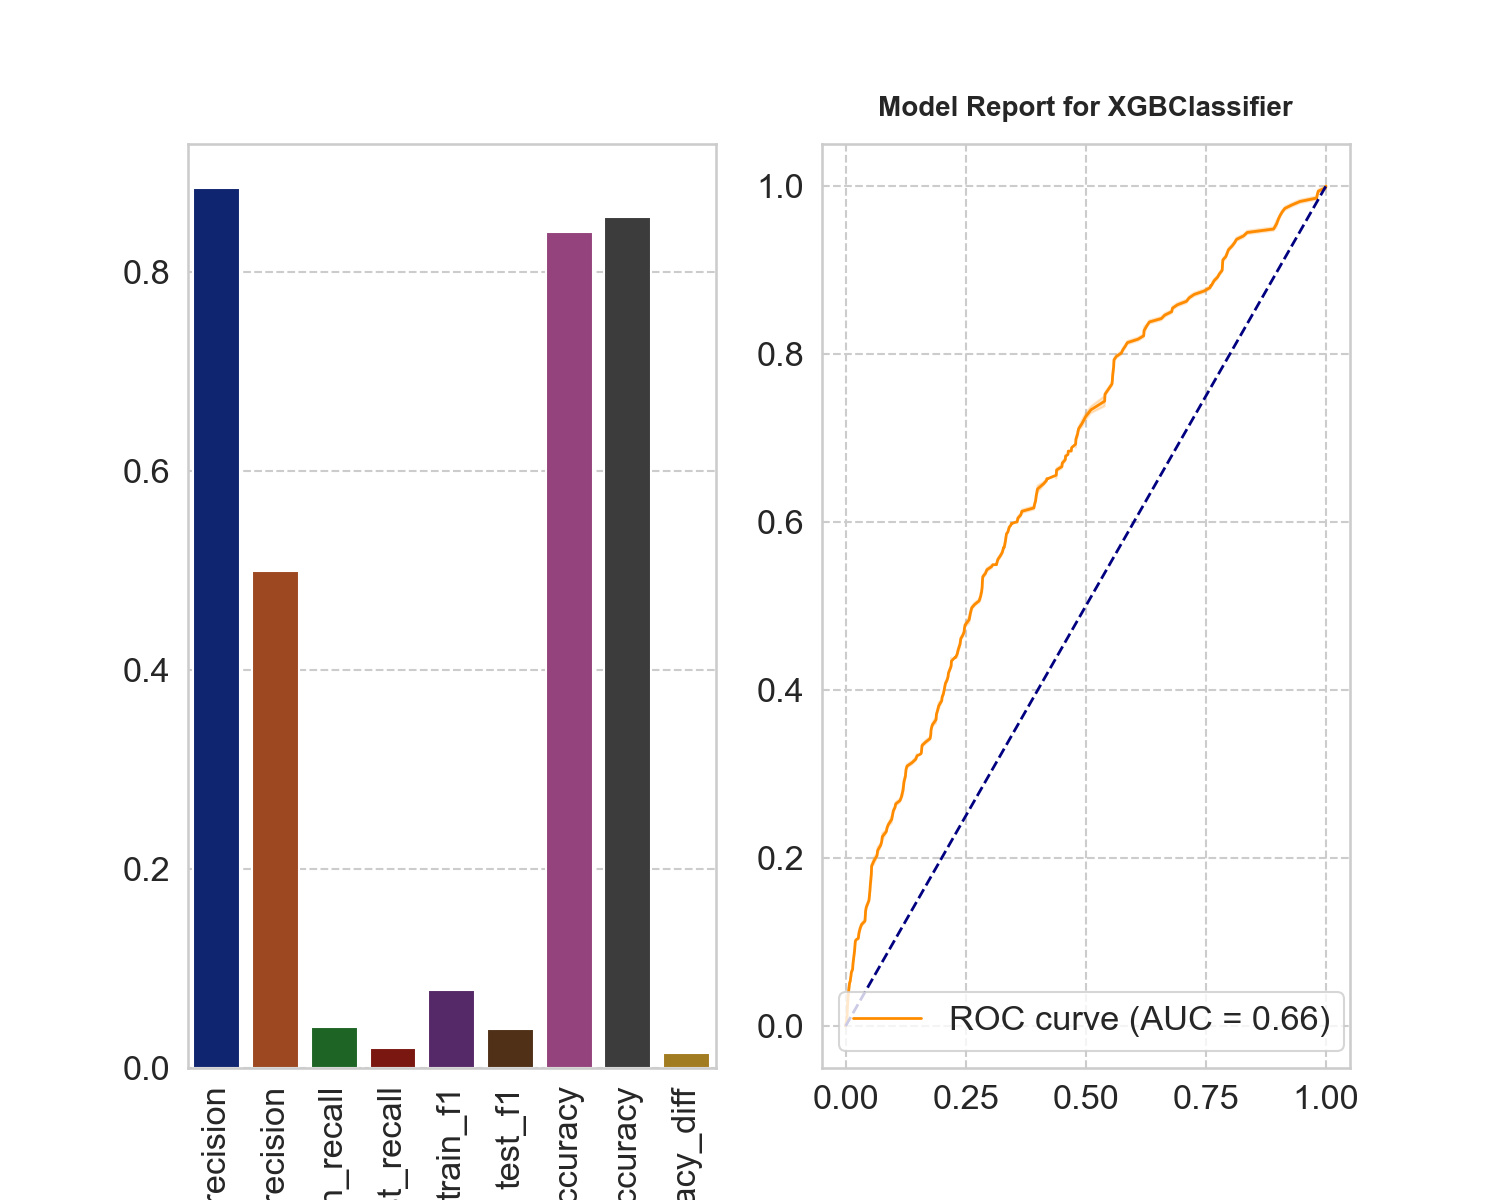 Model Report for XGBClassifier
0.8
0.6
0.4
0.2
0.0
recision
recision
n_recall
t_recall
train_f1
test_f1
ccuracy
ccuracy
acy_diff
1.0
0.8
0.6
0.4
0.2
0.0
ROC curve (AUC = 0.66)
0.00 0.25 0.50 0.75 1.00